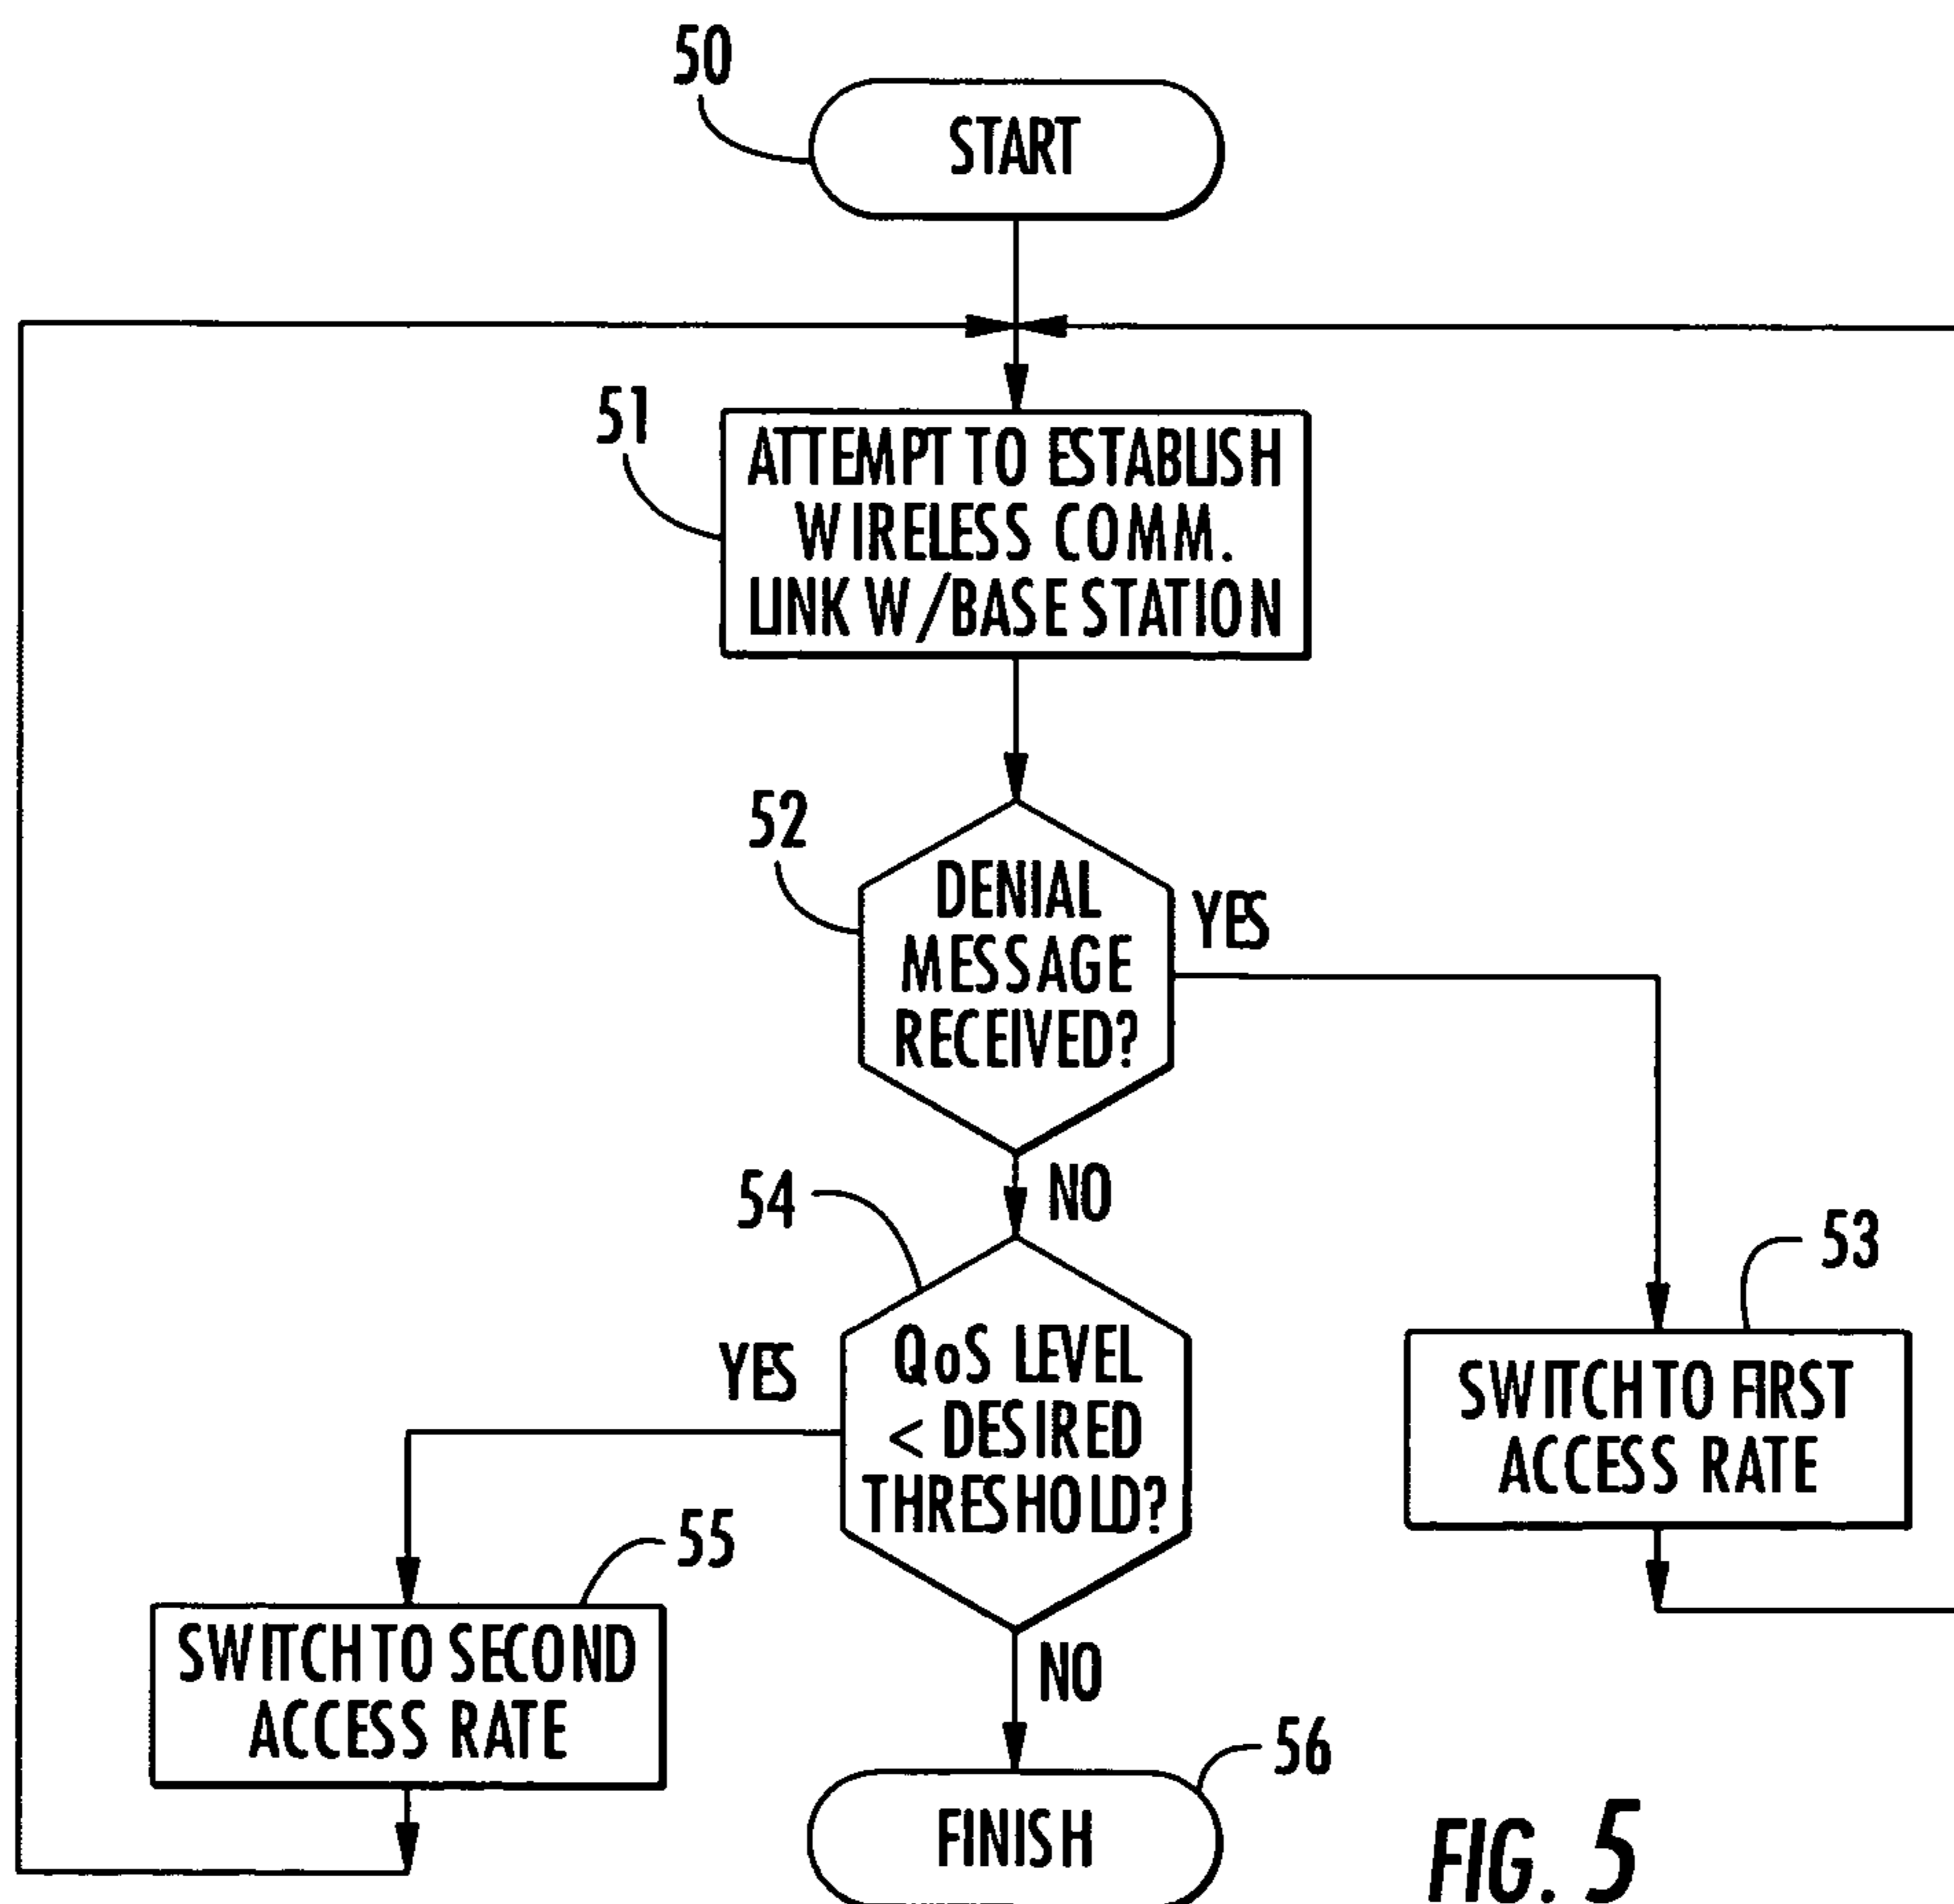 50
START
51
ATTEMPT TO ESTABLISH
WIRELESS COMM.
LINK W/BASE STATION
52
DENIAL
MESSAGE
RECEIVED?
YES
NO
54
53
QoS LEVEL
< DESIRED
THRESHOLD?
YES
SWITCH TO FIRST
ACCESS RATE
55
SWITCH TO SECOND
ACCESS RATE
NO
56
FINISH
FIG. 5